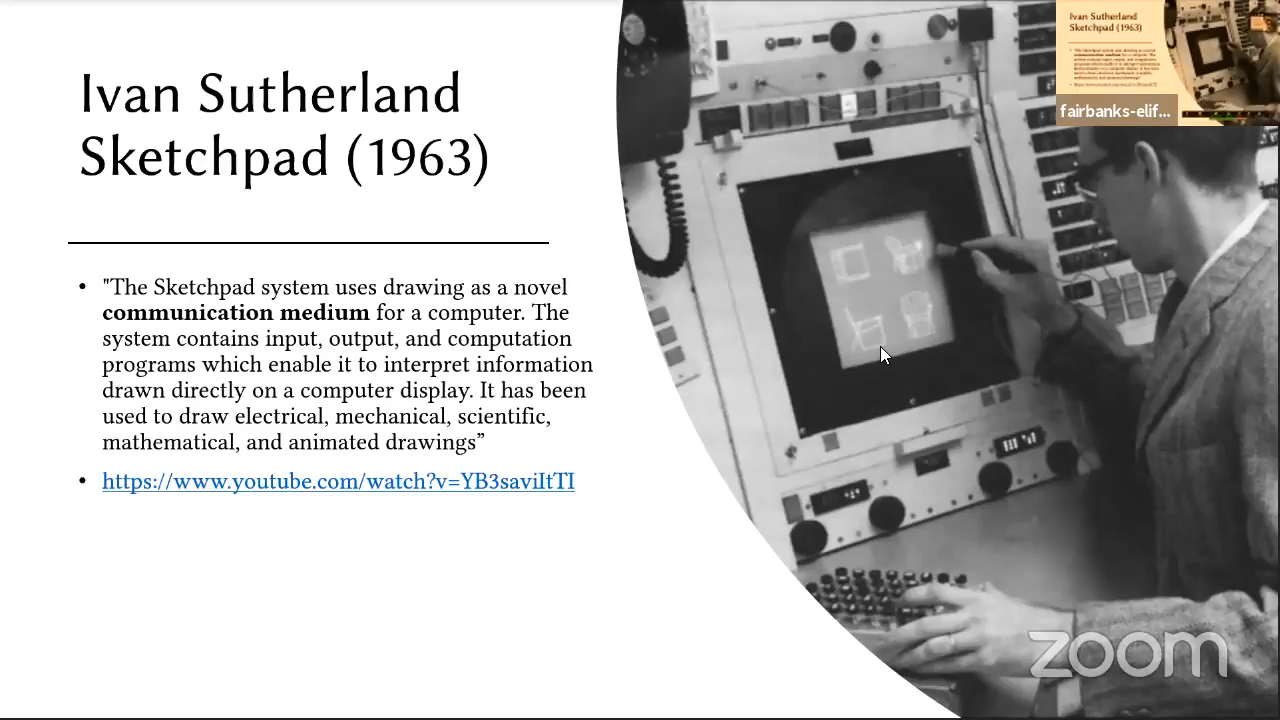 Ivan Sutherland
Sketchpad (1963)
• "The Sketchpad system uses drawing as a novel
communication medium for a computer. The
system contains input, output, and computation
programs which enable it to interpret information
drawn directly on a computer display. It has been
used to draw electrical, mechanical, scientific,
mathematical, and animated drawings”
• https://www.youtube.com/watch?v=YB3saviItTI
Ivan Sutherland
Sketchpad (1963)
fairbanks-elif...
zoom